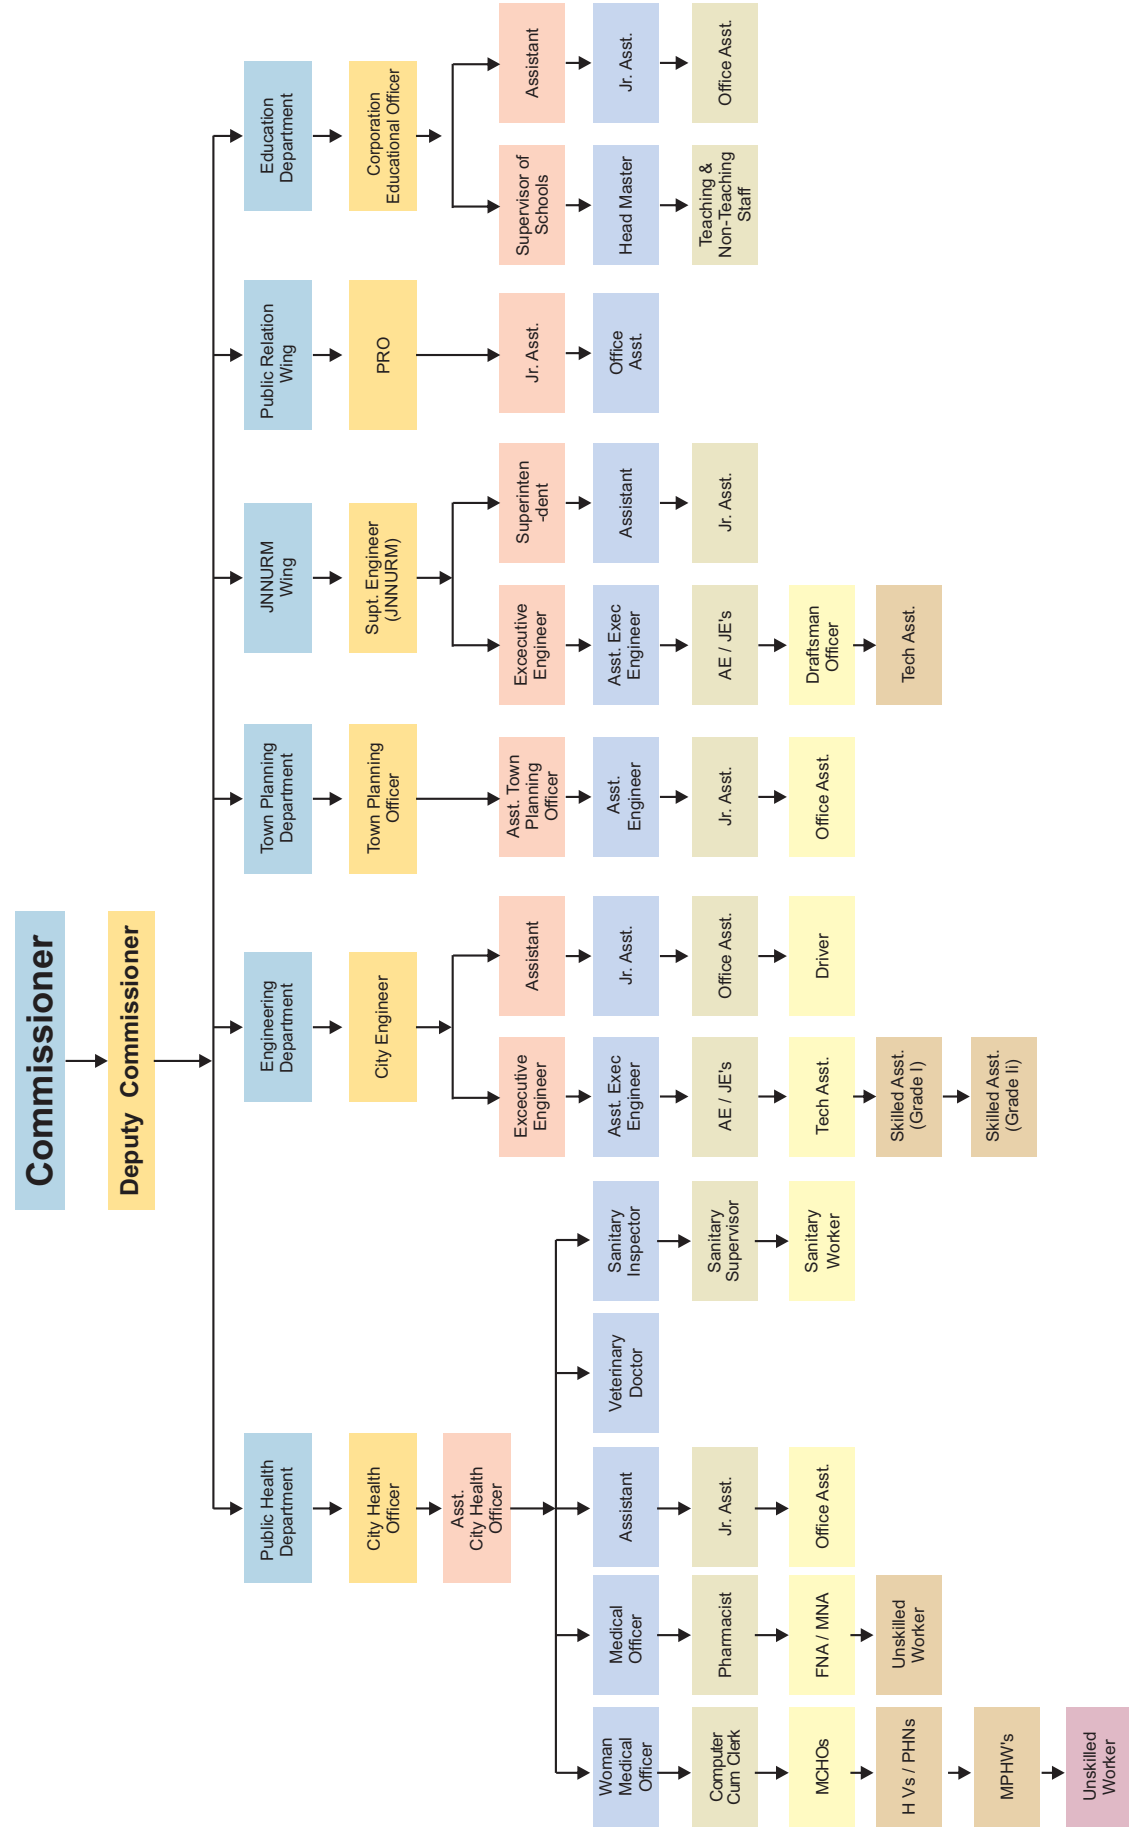 Commissioner
Deputy Commissioner
Public Health
Department
Engineering
Department
Town Planning
Department
JNNURM
Wing
Public Relation
Wing
Education
Department
City Health
Officer
City Engineer
Town Planning
Officer
Supt. Engineer
(JNNURM)
PRO
Corporation
Educational Officer
Asst.
City Health
Officer
Excecutive
Engineer
Assistant
Asst. Town
Planning
Officer
Excecutive
Engineer
Superinten
-dent
Jr. Asst.
Supervisor of
Schools
Assistant
Woman
Medical
Officer
Medical
Officer
Assistant
Veterinary
Doctor
Sanitary
Inspector
Asst. Exec
Engineer
Jr. Asst.
Asst.
Engineer
Asst. Exec
Engineer
Assistant
Office
Asst.
Head Master
Jr. Asst.
Computer
Cum Clerk
Pharmacist
Jr. Asst.
Sanitary
Supervisor
AE / JE's
Office Asst.
Jr. Asst.
AE / JE's
Jr. Asst.
Teaching &
Non-Teaching
Staff
Office Asst.
MCHOs
FNA / MNA
Office Asst.
Sanitary
Worker
Tech Asst.
Driver
Office Asst.
Draftsman
Officer
H Vs / PHNs
Unskilled
Worker
Skilled Asst.
(Grade I)
Tech Asst.
MPHW's
Skilled Asst.
(Grade Ii)
Unskilled
Worker